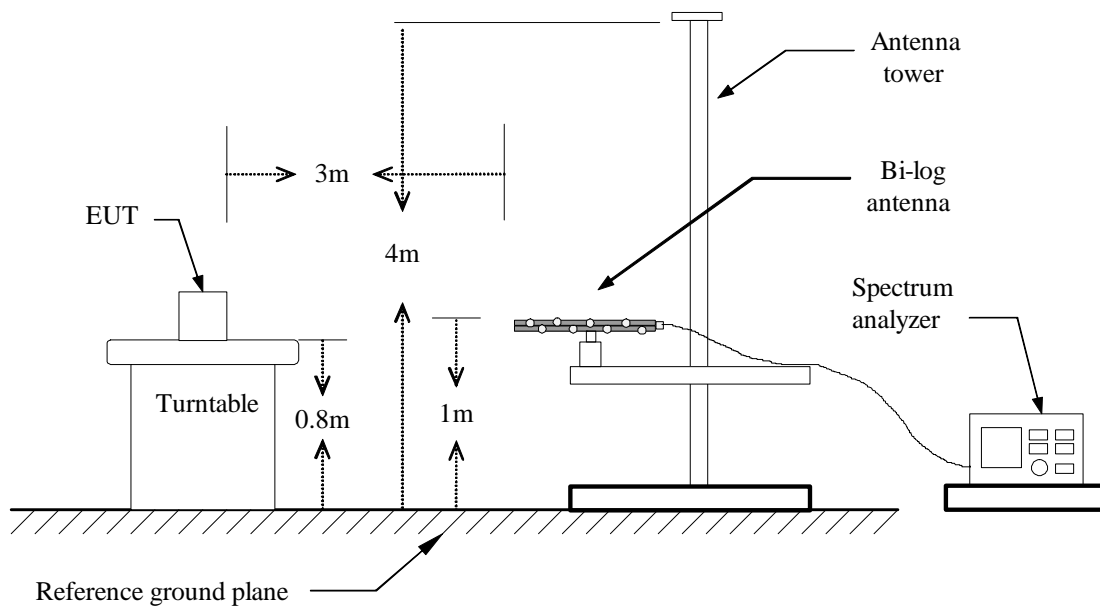 Antenna
tower
3m
Bi-log
antenna
EUT
4m
Spectrum
analyzer
Turntable
0.8m
1m
Reference ground plane